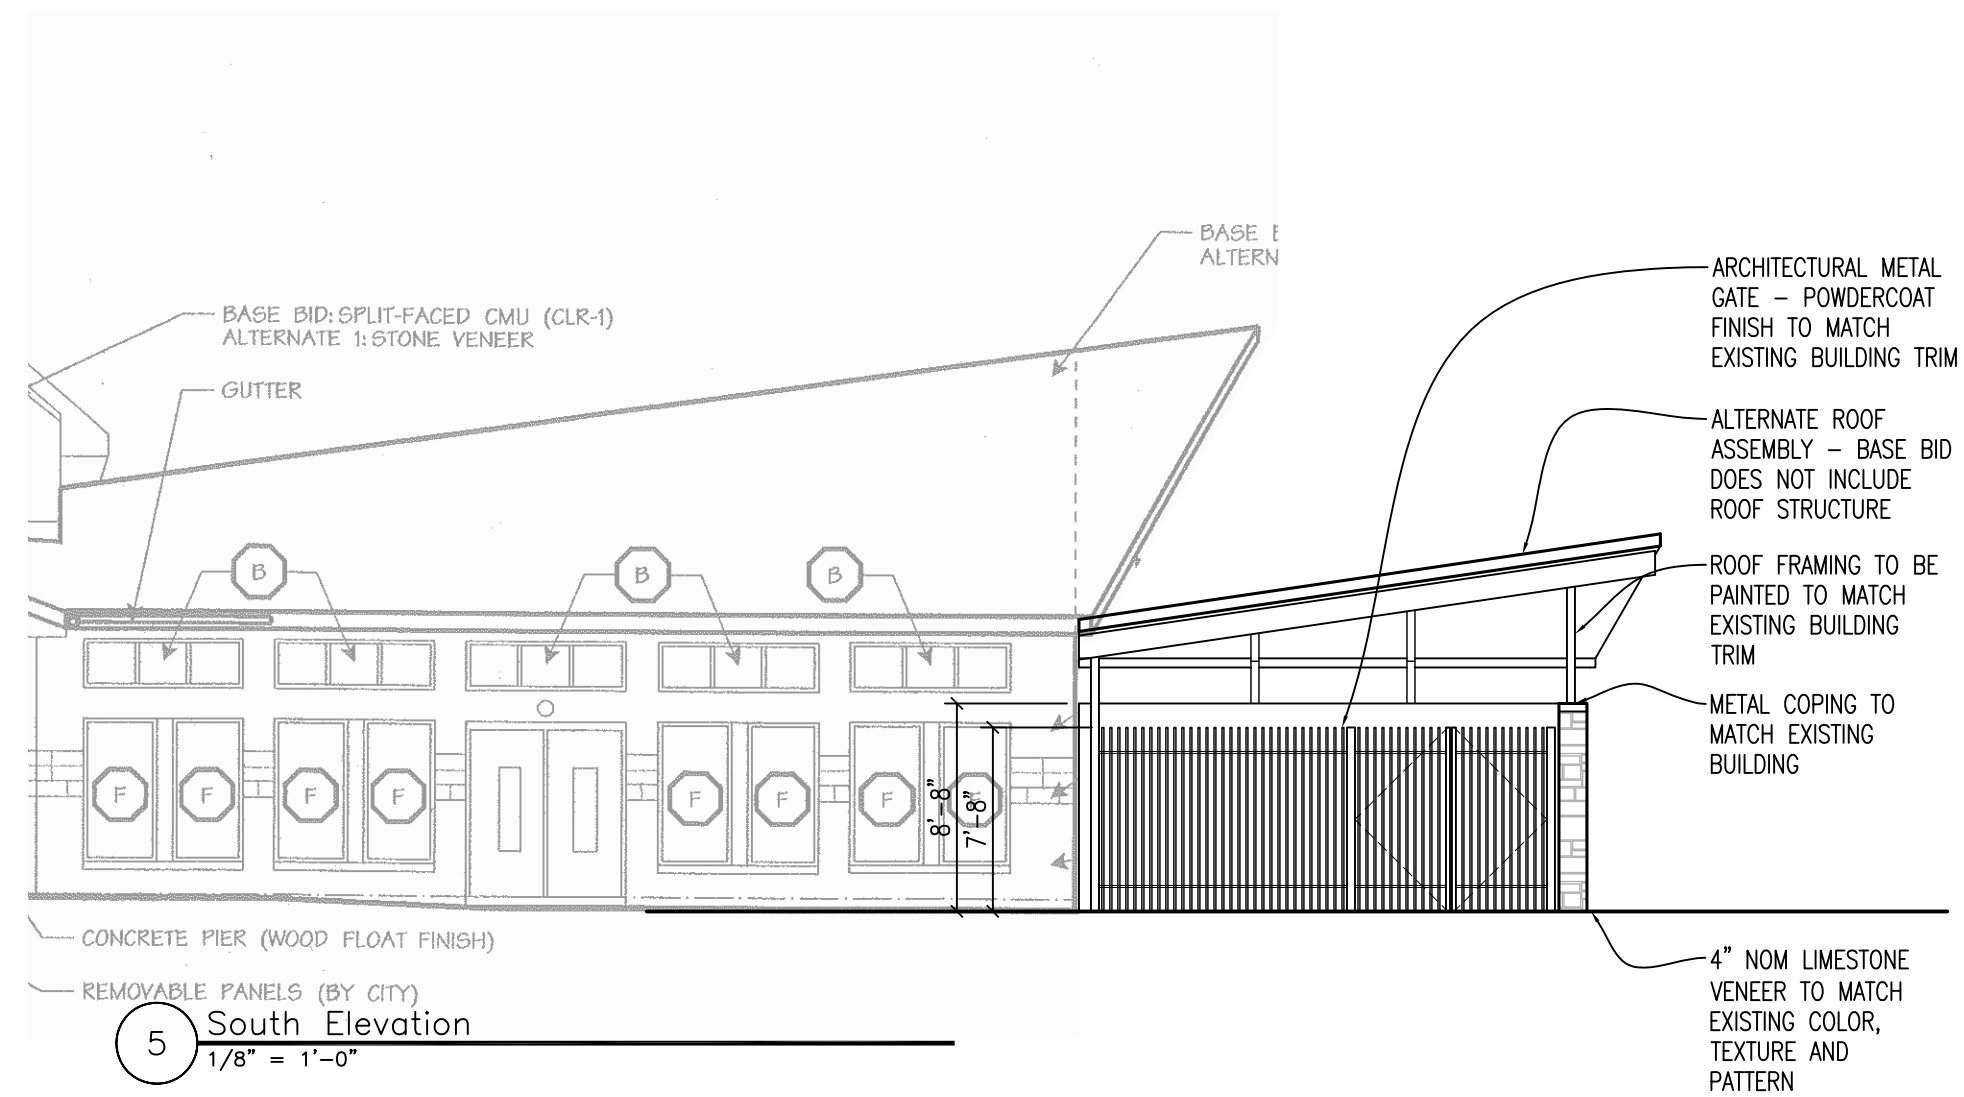 BASE
ALTERN
BASE BID: SPLIT-FACED CMU (CLR-1)
ALTERNATE 1: STONE VENEER
GUTTER
B
B
B
F
F
F
F
F
F
F
F
8'-8"
7'-8"
ARCHITECTURAL METAL
GATE – POWDERCOAT
FINISH TO MATCH
EXISTING BUILDING TRIM
ALTERNATE ROOF
ASSEMBLY – BASE BID
DOES NOT INCLUDE
ROOF STRUCTURE
ROOF FRAMING TO BE
PAINTED TO MATCH
EXISTING BUILDING
TRIM
METAL COPING TO
MATCH EXISTING
BUILDING
4" NOM LIMESTONE
VENEER TO MATCH
EXISTING COLOR,
TEXTURE AND
PATTERN
CONCRETE PIER (WOOD FLOAT FINISH)
REMOVABLE PANELS (BY CITY)
5
South Elevation
1/8" = 1'-0"